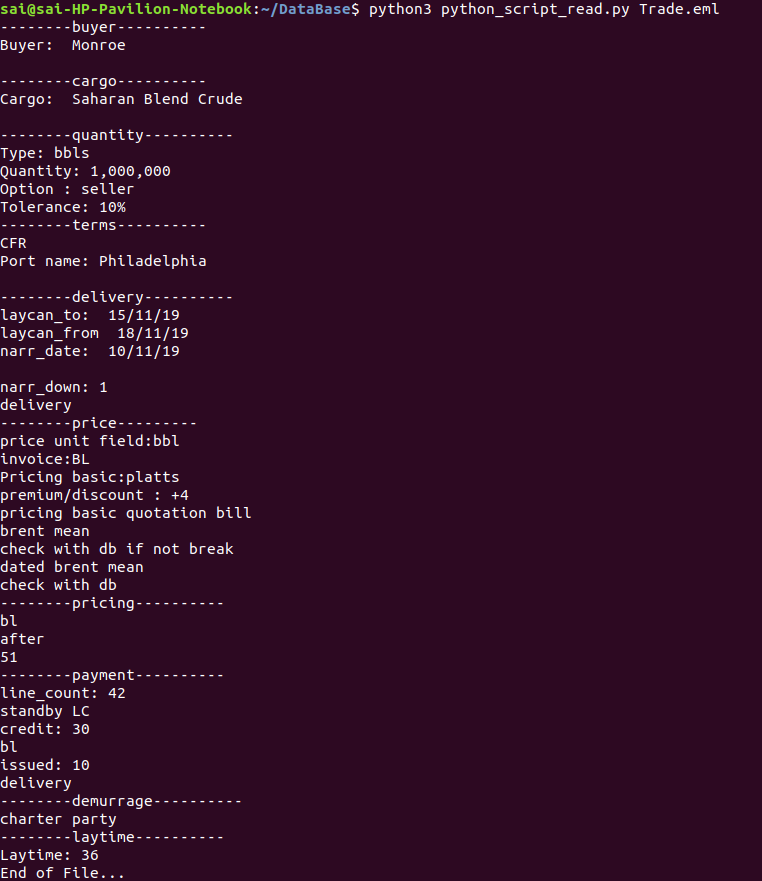 sai@sai-HP-Pavilion-Notebook:~/DataBase$ python3 python_script_read.py Trade.eml
--------buyer----------
Buyer:  Monroe
--------cargo----------
Cargo:  Saharan Blend Crude
--------quantity----------
Type: bbls
Quantity: 1,000,000
Option : seller
Tolerance: 10%
--------terms----------
CFR
Port name: Philadelphia
--------delivery----------
laycan_to:  15/11/19
laycan_from  18/11/19
narr_date:  10/11/19
narr_down: 1
delivery
--------price---------
price unit field:bbl
invoice:BL
Pricing basic:platts
premium/discount : +4
pricing basic quotation bill
brent mean
check with db if not break
dated brent mean
check with db
--------pricing----------
bl
after
51
--------payment----------
line_count: 42
standby LC
credit: 30
bl
issued: 10
delivery
--------demurrage----------
charter party
--------laytime----------
Laytime: 36
End of File...